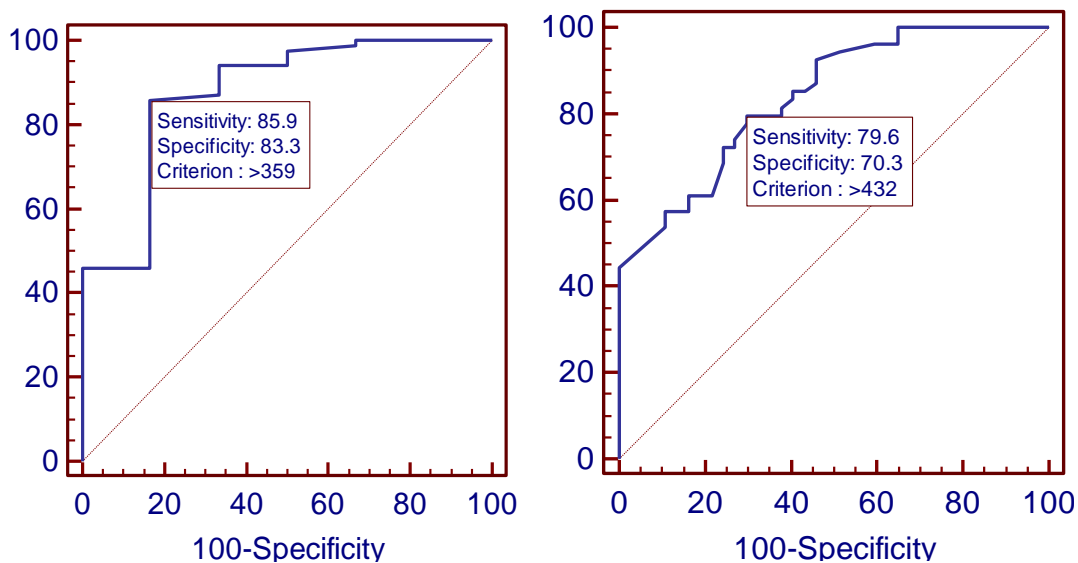 100
80
60
40
20
0
Sensitivity: 85.9
Specificity: 83.3
Criterion : >359
0 20 40 60 80 100
100-Specificity
100
80
60
40
20
0
Sensitivity: 79.6
Specificity: 70.3
Criterion : >432
0 20 40 60 80 100
100-Specificity